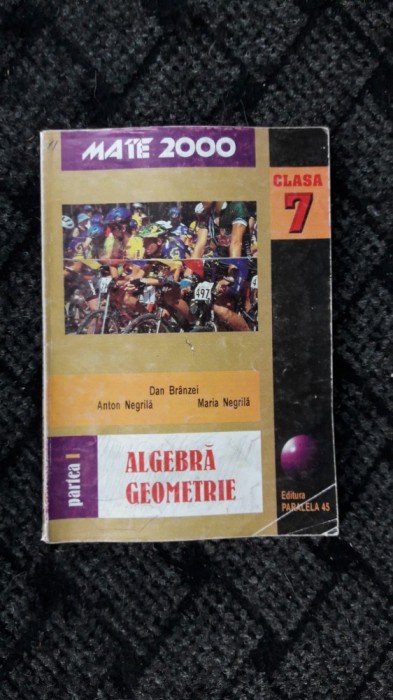 MATE 2000
CLASA
7
497
Dan Brânzei
Anton Negrilă
Maria Negrilă
partea I
ALGEBRĂ
GEOMETRIE
Editura
PARALELA 45